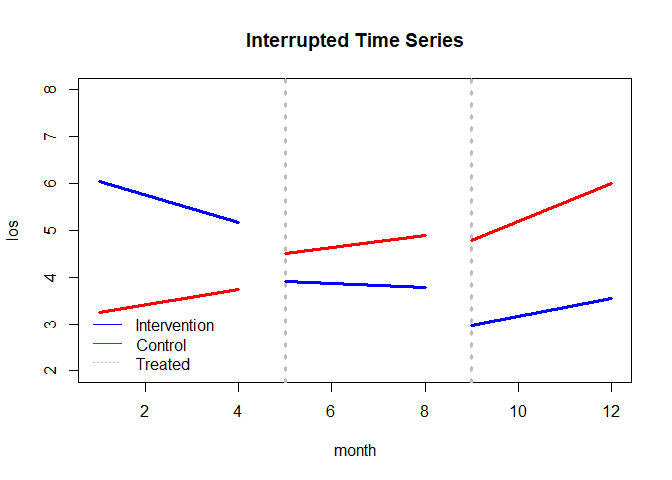 Interrupted Time Series
8
7
6
5
4
3
2
los
Intervention
Control
Treated
2 4 6 8 10 12
month